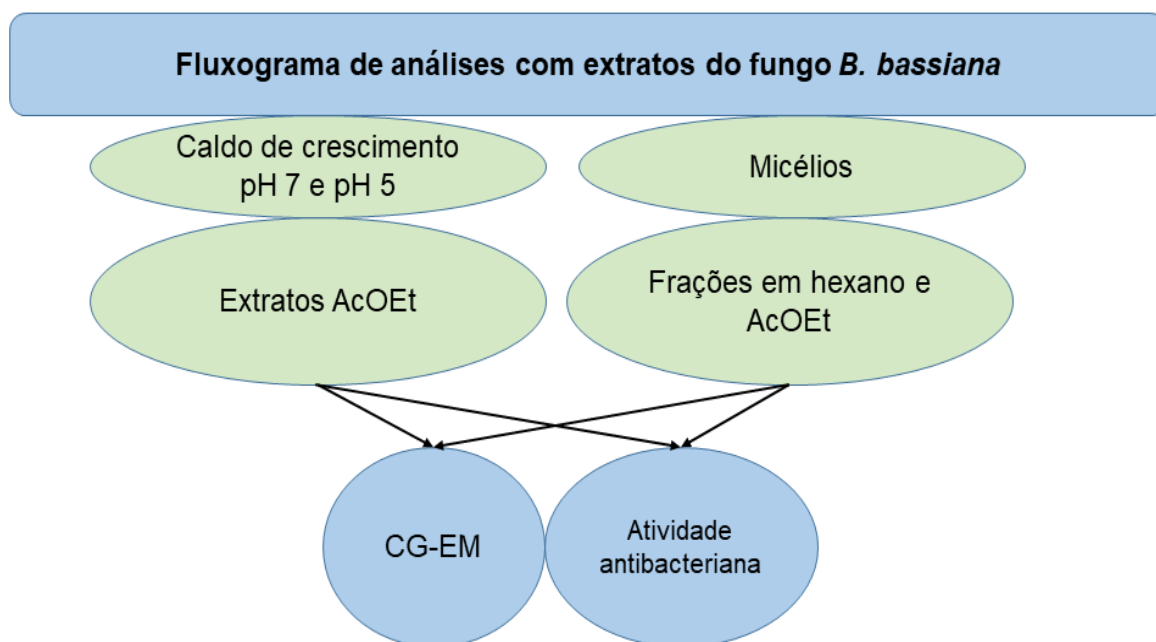 Fluxograma de análises com extratos do fungo B. bassiana
Caldo de crescimento
pH 7 e pH 5
Micélios
Extratos AcOEt
Frações em hexano e
AcOEt
CG-EM
Atividade
antibacteriana